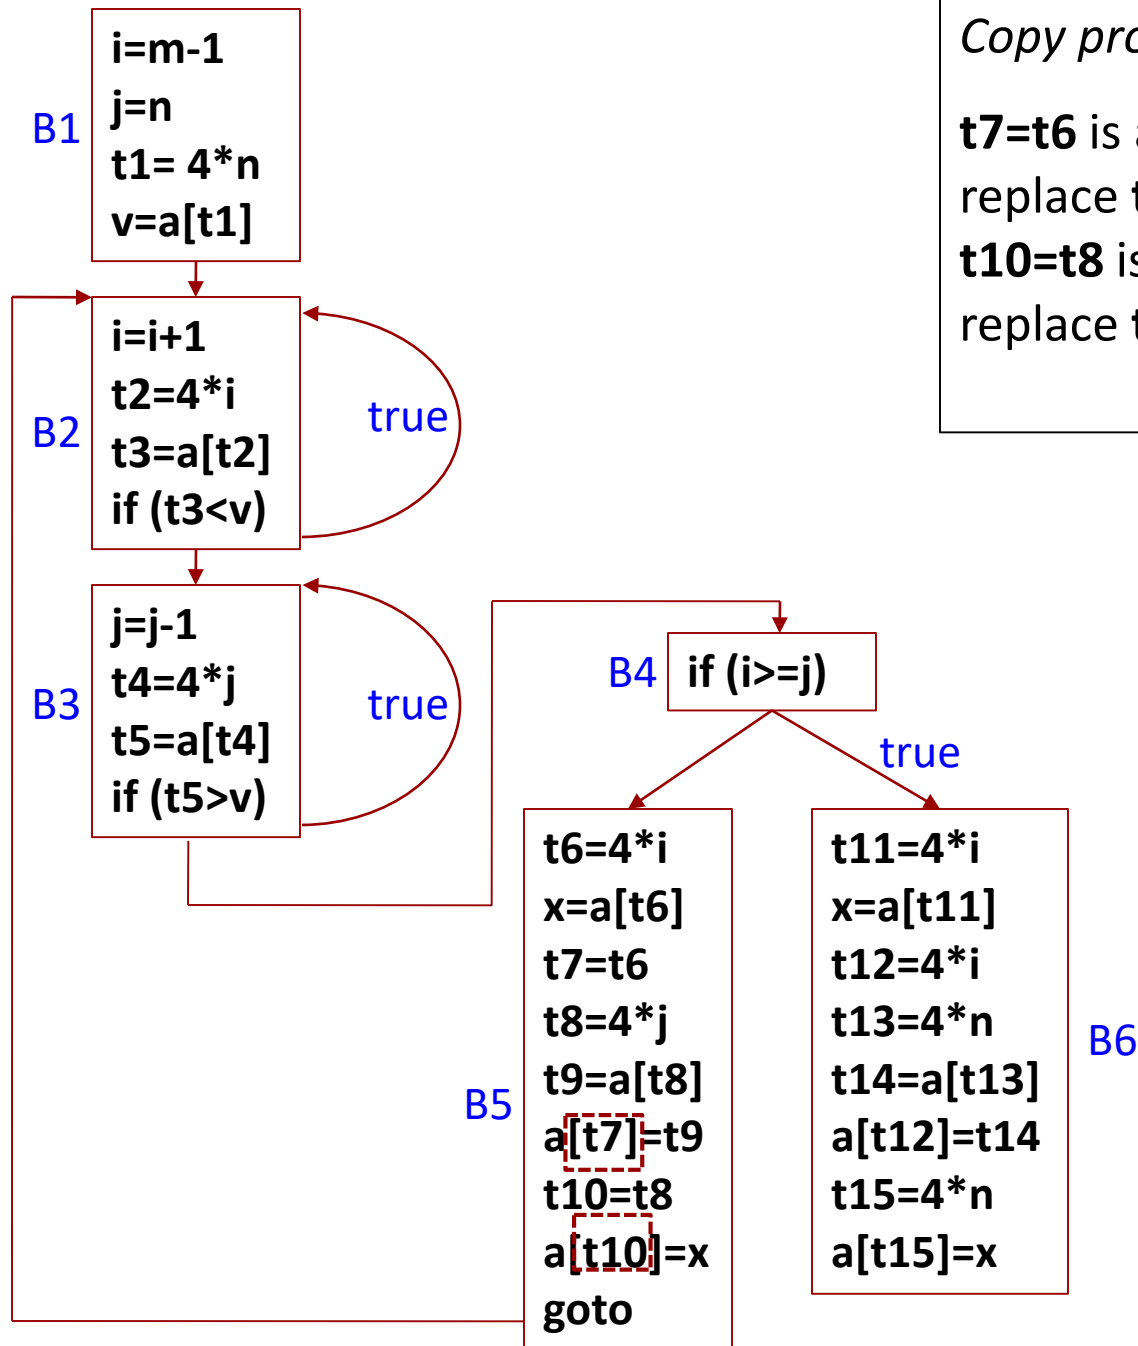 B1
i=m-1
j=n
t1= 4*n
v=a[t1]
B2
i=i+1
t2=4*i
t3=a[t2]
if (t3<v)
true
B3
j=j-1
t4=4*j
t5=a[t4]
if (t5>v)
true
B4
if (i>=j)
true
B5
t6=4*i
x=a[t6]
t7=t6
t8=4*j
t9=a[t8]
a[t7]=t9
t10=t8
a[t10]=x
goto
t11=4*i
x=a[t11]
t12=4*i
t13=4*n
t14=a[t13]
a[t12]=t14
t15=4*n
a[t15]=x
B6
Copy
t7=t6 is
replace
t10=t8
replace